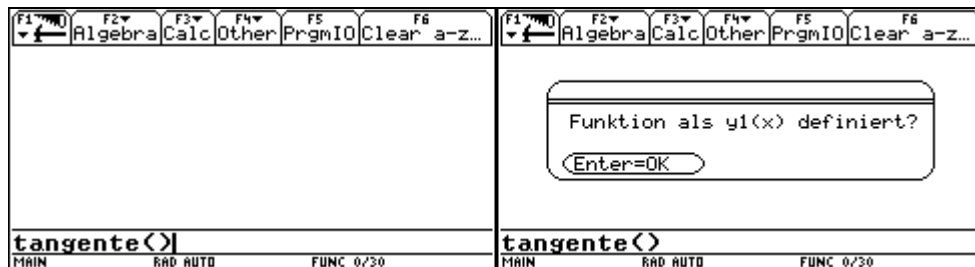 F1 F2 F3 F4 F5 F6
Algebra Calc Other PrgmIO Clear a-z…
tangente()
MAIN RAD AUTO FUNC 0/30
F1 F2 F3 F4 F5 F6
Algebra Calc Other PrgmIO Clear a-z…
Funktion als y1(x) definiert?
Enter=OK
tangente()
MAIN RAD AUTO FUNC 0/30